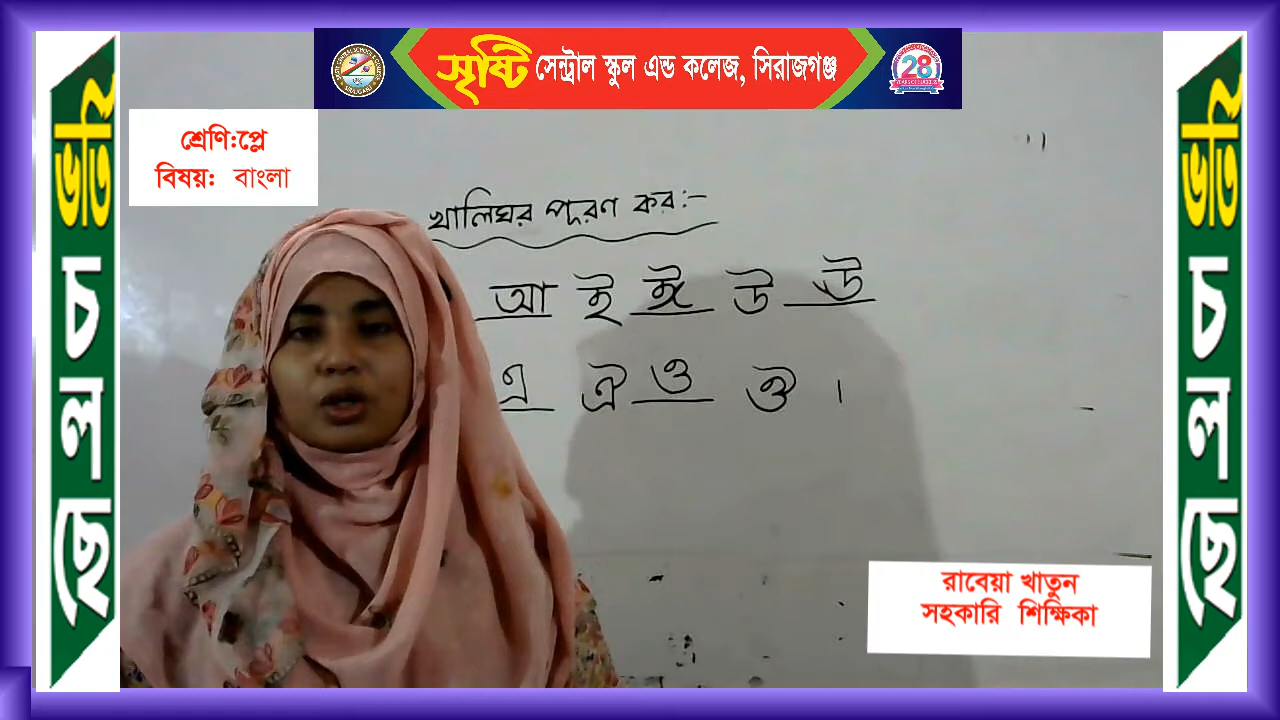 সৃষ্টি সেন্ট্রাল স্কুল এন্ড কলেজ, সিরাজগঞ্জ
28
শ্রেণি:প্লে
বিষয়: বাংলা
খালিঘর পূরণ কর:-
আ ই ঈ উ ঊ
এ ঐ ও ঔ ।
রাবেয়া খাতুন
সহকারি শিক্ষিকা
ভর্তি চলছে
ভর্তি চলছে